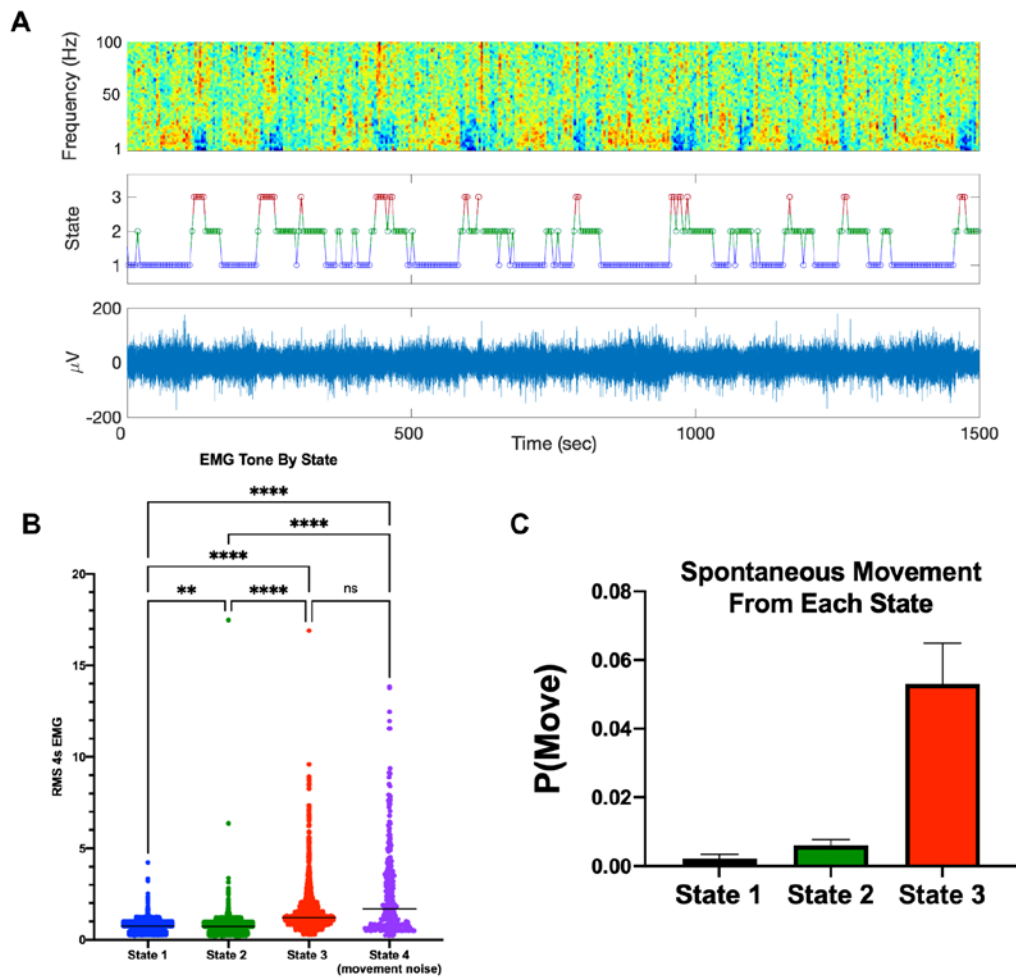 A
Frequency (Hz)
100
50
1
State
3
2
1
µV
200
0
-200
0 500 1000 1500
Time (sec)
EMG Tone By State
B
****
****
****
** **** ns
RMS 4s EMG
20
15
10
5
0
State 1 State 2 State 3 State 4
(movement noise)
C
Spontaneous Movement
From Each State
P(Move)
0.08
0.06
0.04
0.02
0.00
State 1 State 2 State 3